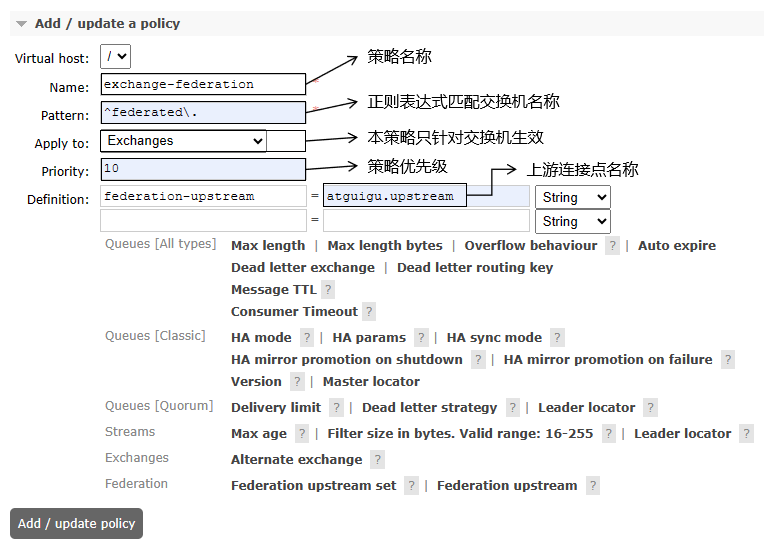 Add / update a policy
Virtual host: /
策略名称
Name: exchange-federation *
正则表达式匹配交换机名称
Pattern: ^federated\. *
Apply to: Exchanges
本策略只针对交换机生效
Priority: 10
策略优先级
上游连接点名称
Definition: federation-upstream = atguigu.upstream String
= String
Queues [All types] Max length | Max length bytes | Overflow behaviour ? | Auto expire
Dead letter exchange | Dead letter routing key
Message TTL ?
Consumer Timeout ?
Queues [Classic] HA mode ? | HA params ? | HA sync mode ?
HA mirror promotion on shutdown ? | HA mirror promotion on failure ?
Version ? | Master locator
Queues [Quorum] Delivery limit ? | Dead letter strategy ? | Leader locator ?
Streams Max age ? | Filter size in bytes. Valid range: 16-255 ? | Leader locator ?
Exchanges Alternate exchange ?
Federation Federation upstream set ? | Federation upstream ?
Add / update policy